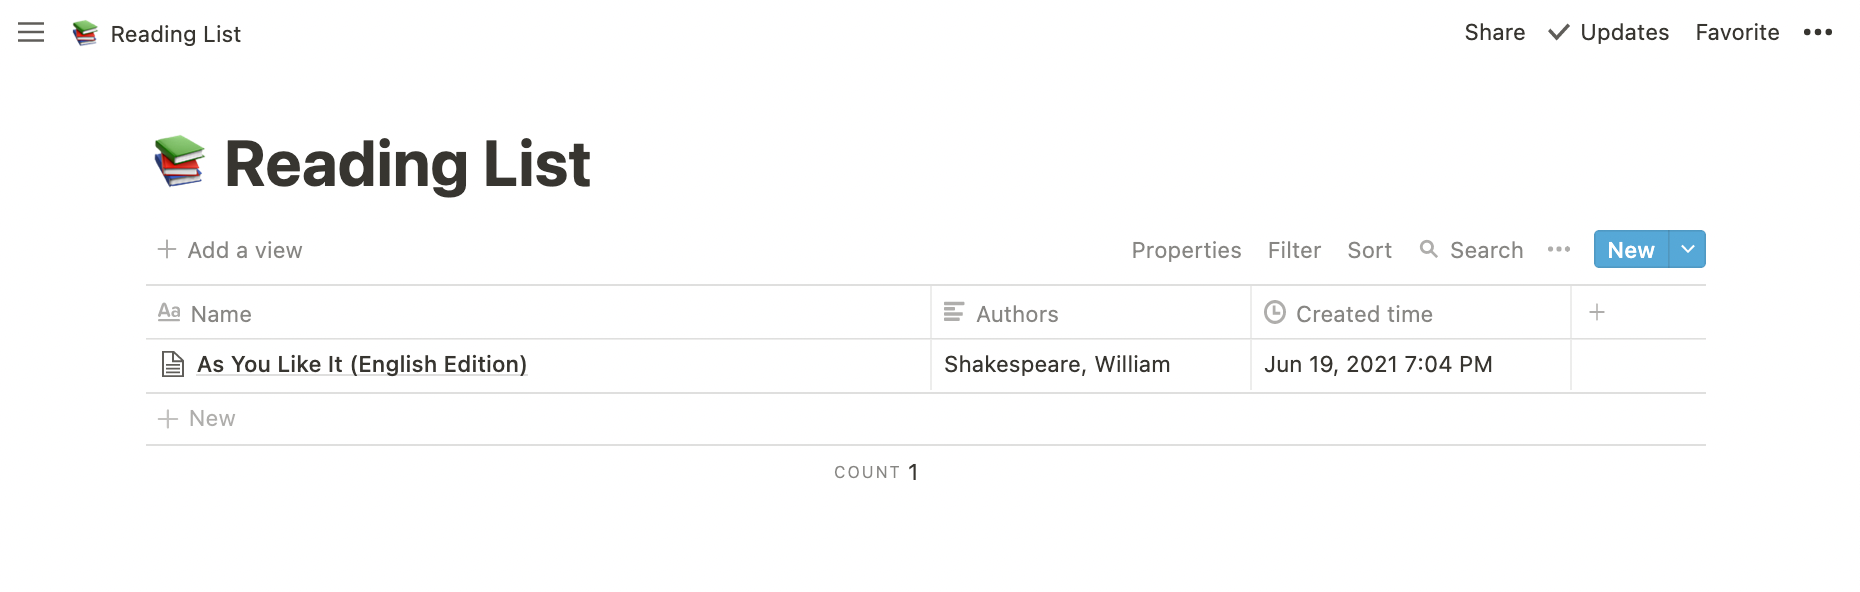 Reading List
Share Updates Favorite
Reading List
Add a view
Properties Filter Sort Search New
Aa Name Authors Created time
As You Like It (English Edition) Shakespeare, William Jun 19, 2021 7:04 PM
New
COUNT 1